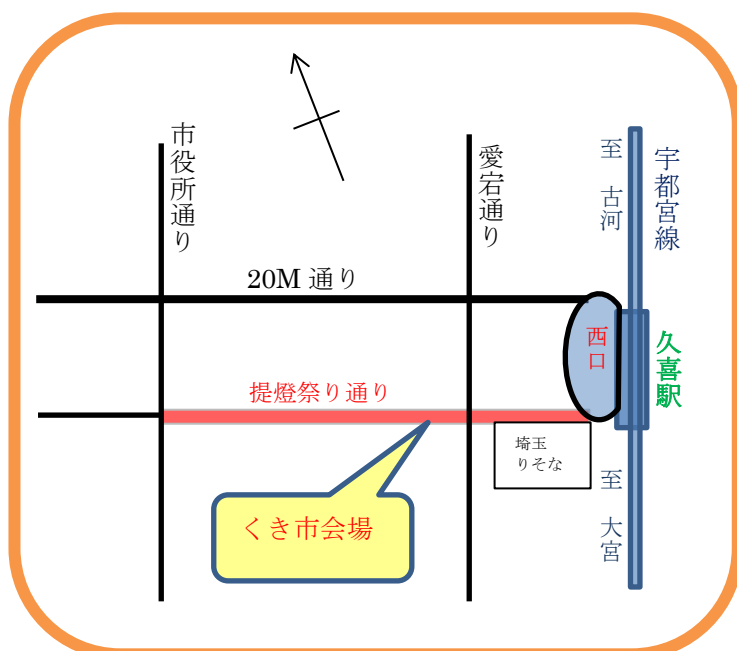 市役所通り
愛宕通り
至 古河
宇都宮線
20M 通り
西口
久喜駅
提燈祭り通り
埼玉
りそな
くき市会場
至 大宮